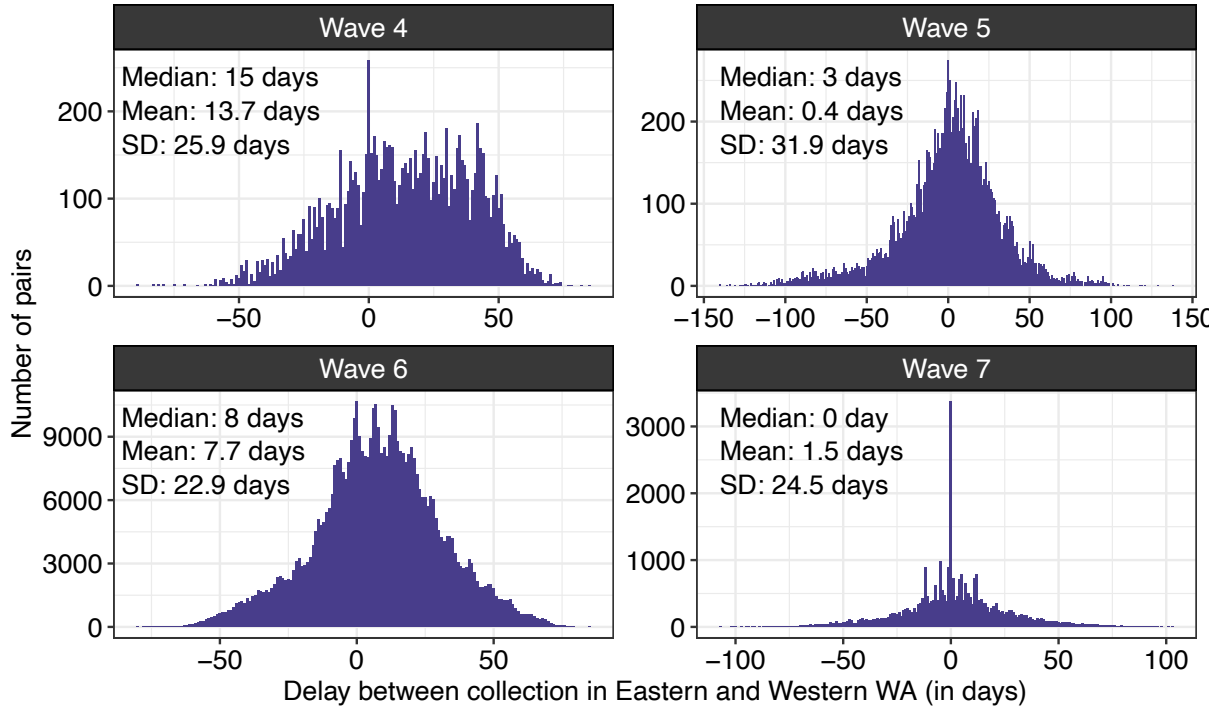 Wave 4
Median: 15 days
Mean: 13.7 days
SD: 25.9 days
200
100
0
−50
0
50
Wave 5
Median: 3 days
Mean: 0.4 days
SD: 31.9 days
200
100
0
−150
−100
−50
0
50
100
150
Number of pairs
Wave 6
Median: 8 days
Mean: 7.7 days
SD: 22.9 days
9000
6000
3000
0
−50
0
50
Wave 7
Median: 0 day
Mean: 1.5 days
SD: 24.5 days
3000
2000
1000
0
−100
−50
0
50
100
Delay between collection in Eastern and Western WA (in days)